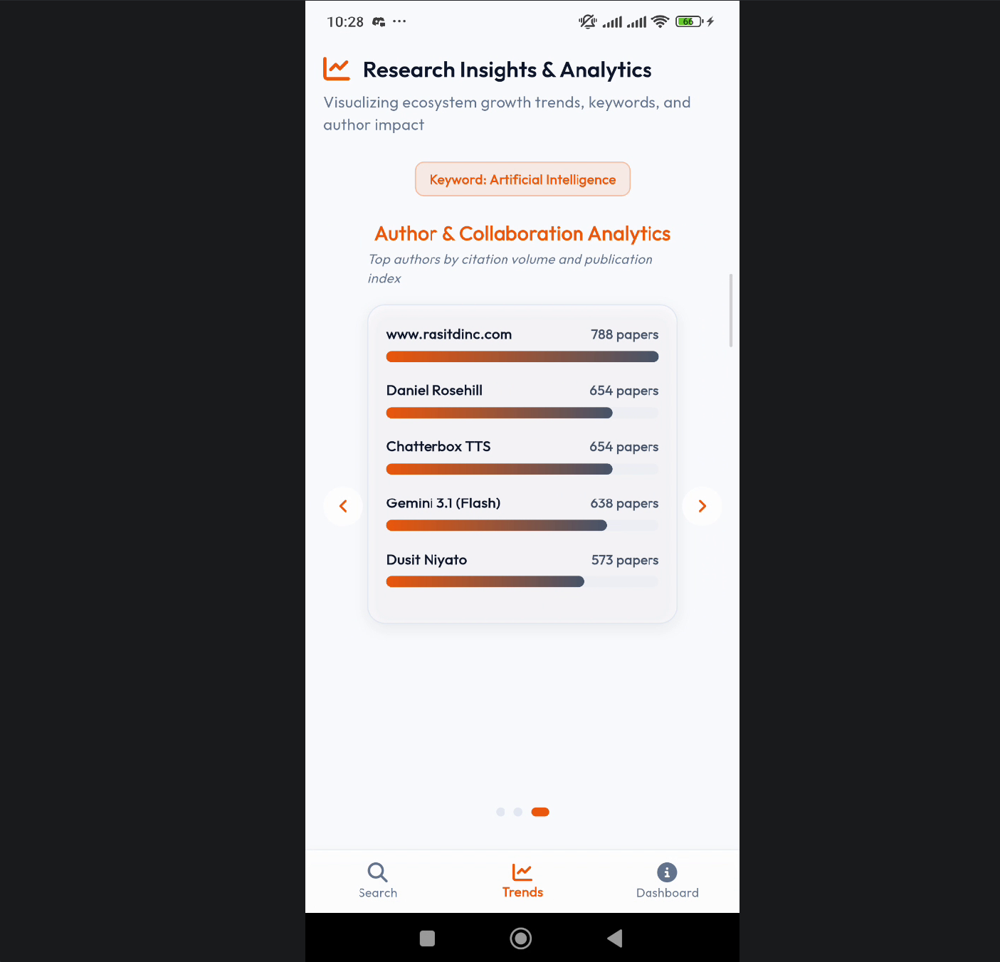 10:28
66
Research Insights & Analytics
Visualizing ecosystem growth trends, keywords, and
author impact
Keyword: Artificial Intelligence
Author & Collaboration Analytics
Top authors by citation volume and publication
index
www.rasitdinc.com 788 papers
Daniel Rosehill 654 papers
Chatterbox TTS 654 papers
Gemini 3.1 (Flash) 638 papers
Dusit Niyato 573 papers
Search Trends Dashboard